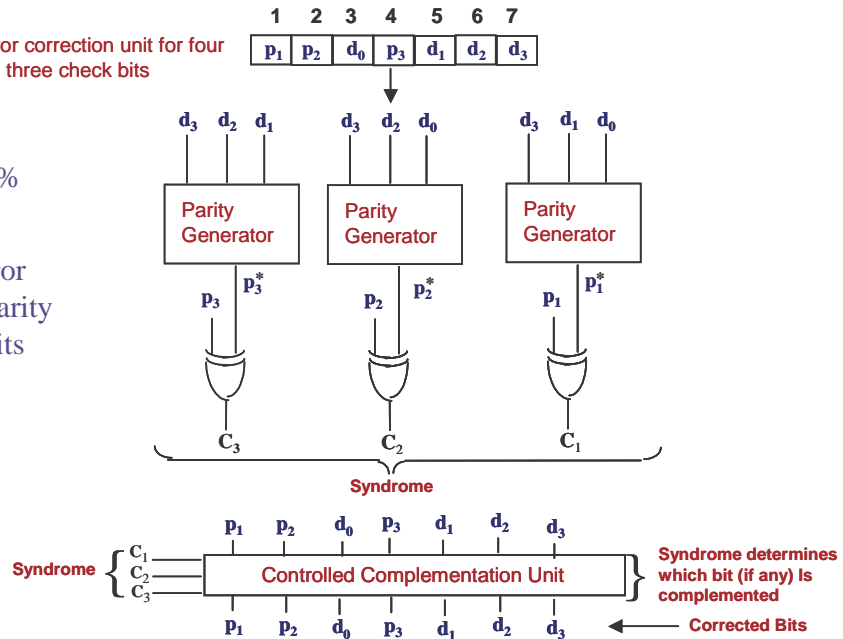 1 2 3 4 5 6 7
or correction unit for four
three check bits
p₁ p₂ d₀ p₃ d₁ d₂ d₃
d₃ d₂ d₁ d₃ d₂ d₀ d₃ d₁ d₀
%
Parity Generator Parity Generator Parity Generator
ror
arity
its
p₃ p₃* p₂ p₂* p₁ p₁*
C₃ C₂ C₁
Syndrome
p₁ p₂ d₀ p₃ d₁ d₂ d₃
Syndrome
C₁
C₂
C₃
Controlled Complementation Unit
Syndrome determines
which bit (if any) Is
complemented
p₁ p₂ d₀ p₃ d₁ d₂ d₃
Corrected Bits